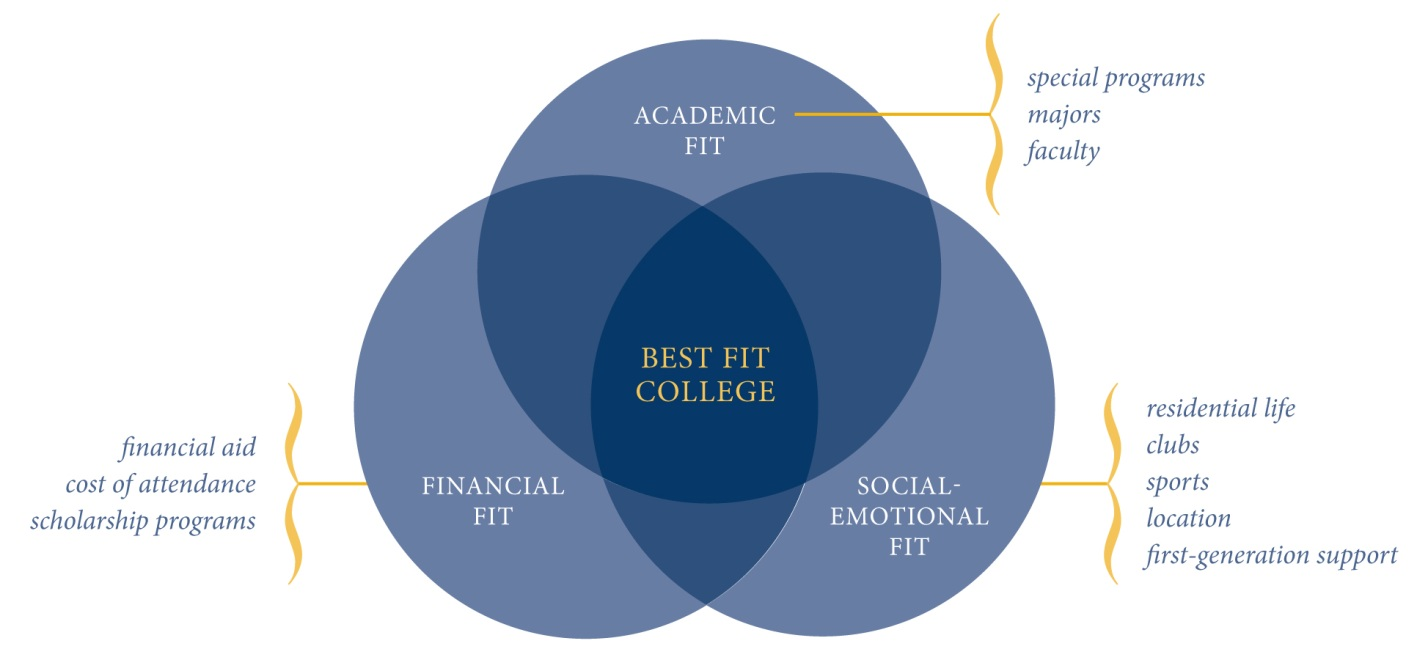 ACADEMIC
FIT
special programs
majors
faculty
BEST FIT
COLLEGE
financial aid
cost of attendance
scholarship programs
FINANCIAL
FIT
SOCIAL-
EMOTIONAL
FIT
residential life
clubs
sports
location
first-generation support